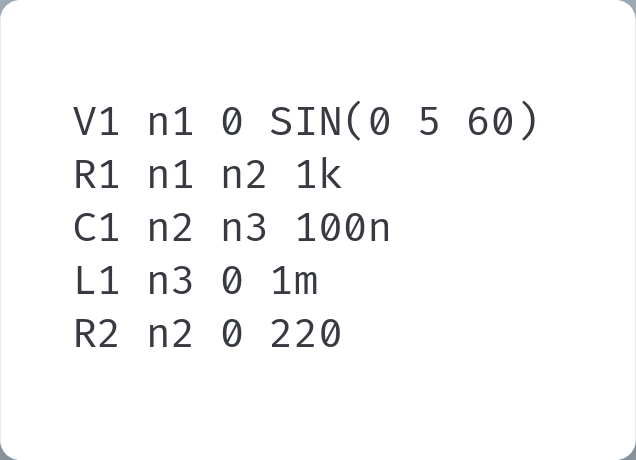 V1 n1 0 SIN(0 5 60)
R1 n1 n2 1k
C1 n2 n3 100n
L1 n3 0 1m
R2 n2 0 220